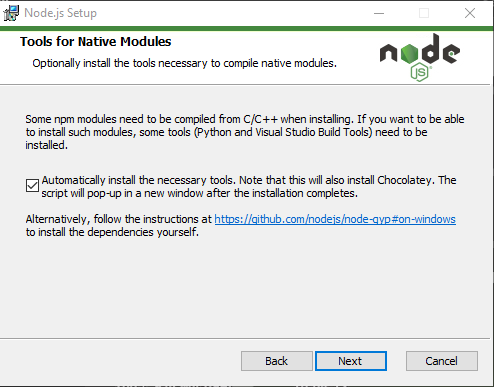 Node.js Setup
Tools for Native Modules
Optionally install the tools necessary to compile native modules.
node
JS
Some npm modules need to be compiled from C/C++ when installing. If you want to be able
to install such modules, some tools (Python and Visual Studio Build Tools) need to be
installed.
Automatically install the necessary tools. Note that this will also install Chocolatey. The
script will pop-up in a new window after the installation completes.
Alternatively, follow the instructions at https://github.com/nodejs/node-gyp#on-windows
to install the dependencies yourself.
Back
Next
Cancel